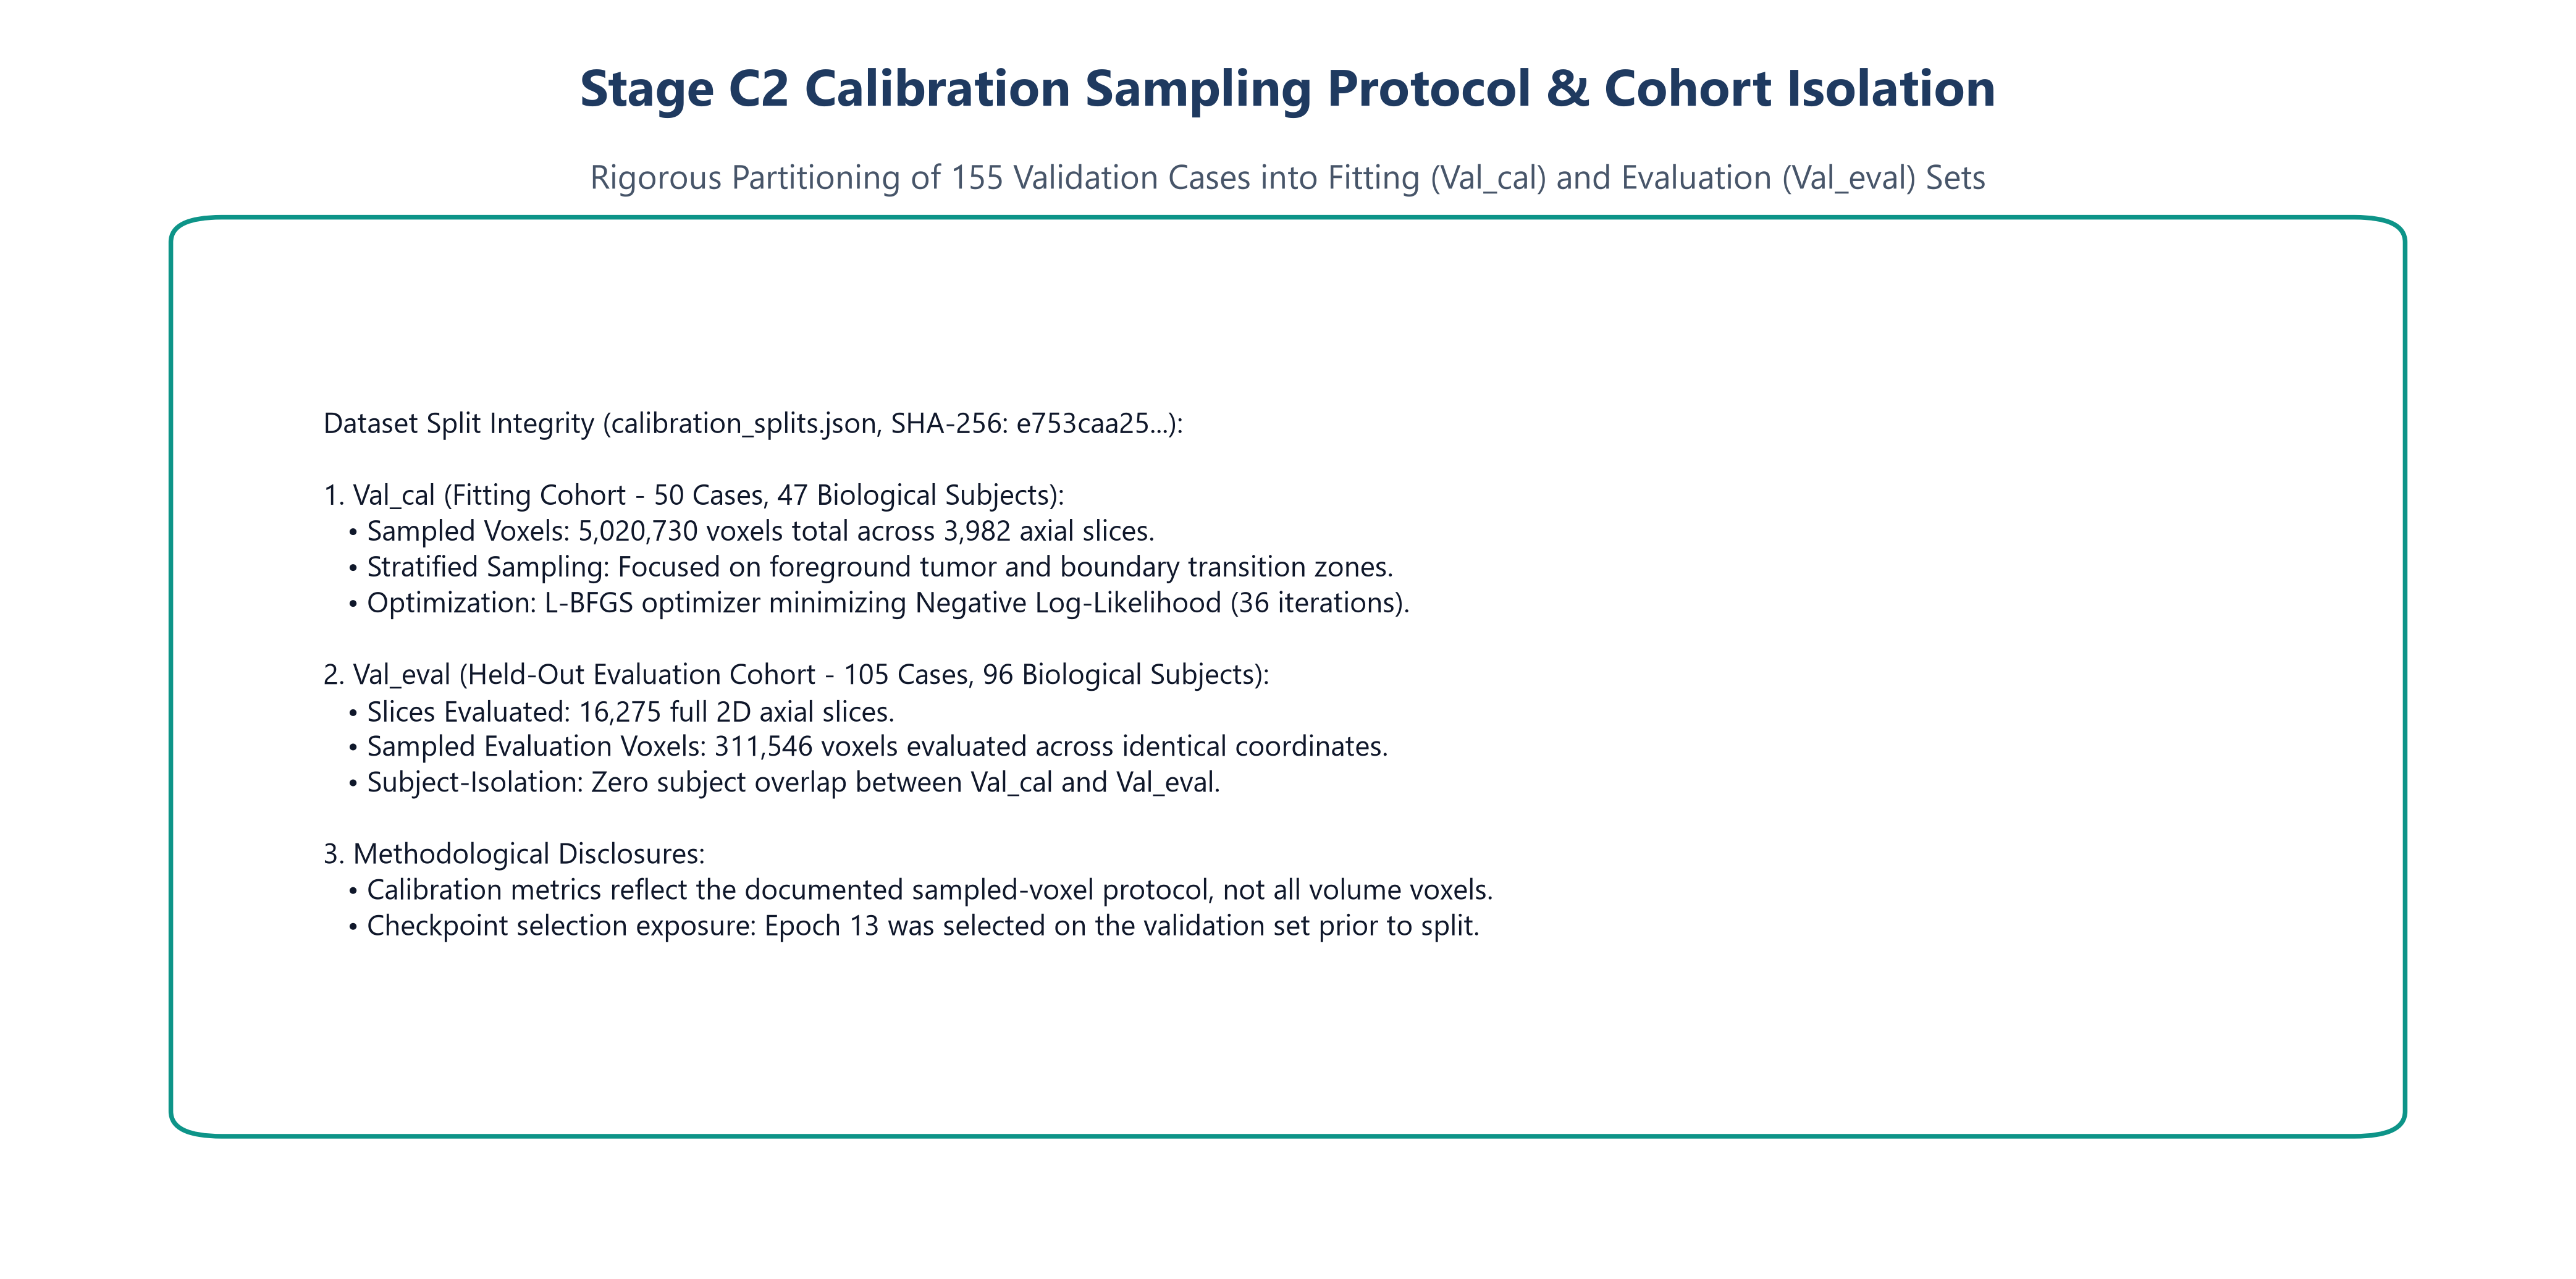 Stage C2 Calibration Sampling Protocol & Cohort Isolation
Rigorous Partitioning of 155 Validation Cases into Fitting (Val_cal) and Evaluation (Val_eval) Sets
Dataset Split Integrity (calibration_splits.json, SHA-256: e753caa25...):
1. Val_cal (Fitting Cohort - 50 Cases, 47 Biological Subjects):
• Sampled Voxels: 5,020,730 voxels total across 3,982 axial slices.
• Stratified Sampling: Focused on foreground tumor and boundary transition zones.
• Optimization: L-BFGS optimizer minimizing Negative Log-Likelihood (36 iterations).
2. Val_eval (Held-Out Evaluation Cohort - 105 Cases, 96 Biological Subjects):
• Slices Evaluated: 16,275 full 2D axial slices.
• Sampled Evaluation Voxels: 311,546 voxels evaluated across identical coordinates.
• Subject-Isolation: Zero subject overlap between Val_cal and Val_eval.
3. Methodological Disclosures:
• Calibration metrics reflect the documented sampled-voxel protocol, not all volume voxels.
• Checkpoint selection exposure: Epoch 13 was selected on the validation set prior to split.